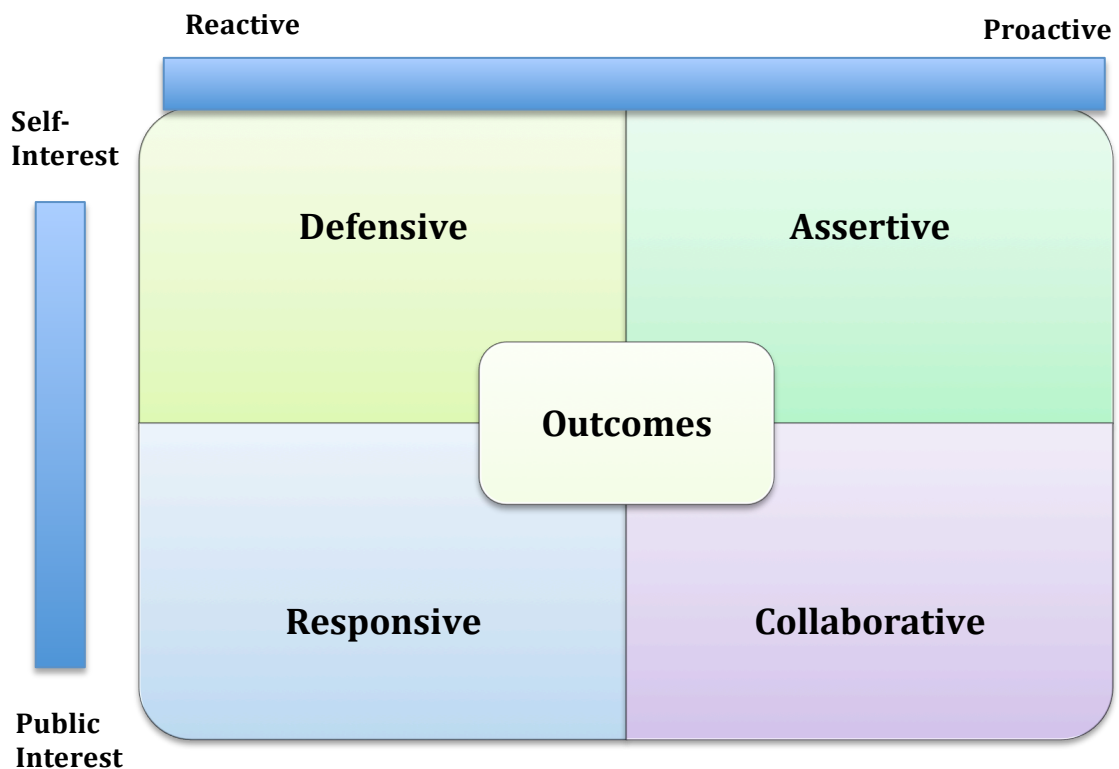 Reactive
Proactive
Self-
Interest
Defensive
Assertive
Outcomes
Responsive
Collaborative
Public
Interest